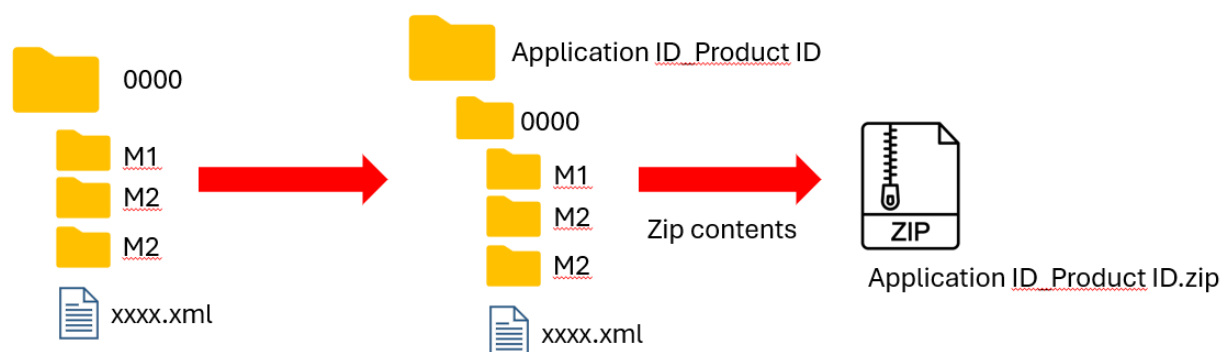 0000
M1
M2
M2
xxxx.xml
Application ID_Product ID
0000
M1
M2
M2
xxxx.xml
Zip contents
ZIP
Application ID_Product ID.zip